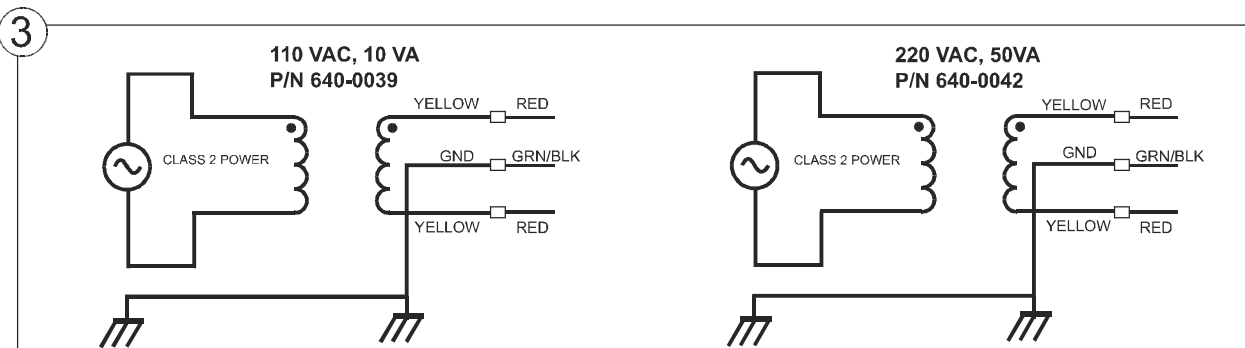 3
110 VAC, 10 VA
P/N 640-0039
YELLOW RED
CLASS 2 POWER
GND GRN/BLK
YELLOW RED
220 VAC, 50VA
P/N 640-0042
YELLOW RED
CLASS 2 POWER
GND GRN/BLK
YELLOW RED